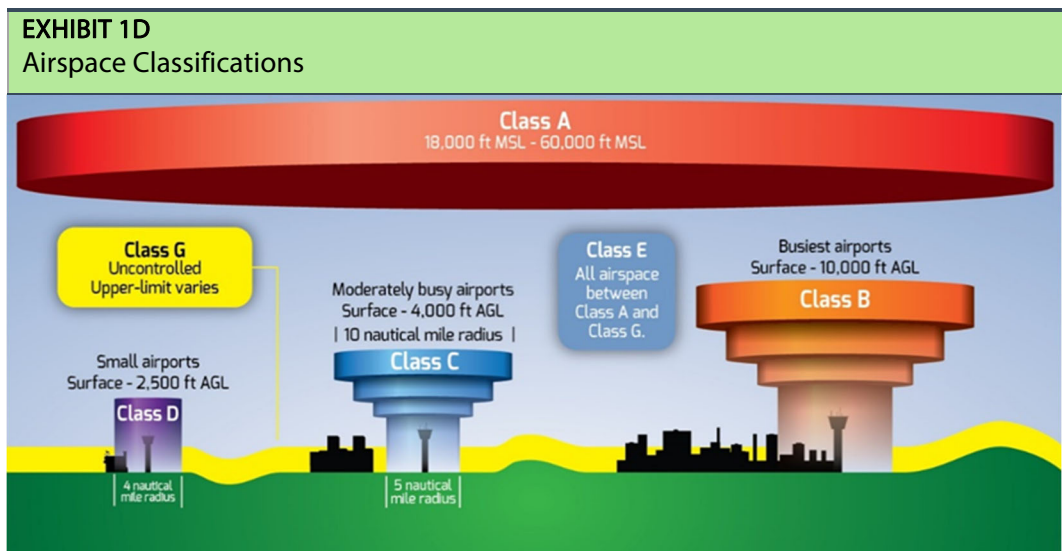 EXHIBIT 1D
Airspace Classifications
Class A
18,000 ft MSL - 60,000 ft MSL
Class G
Uncontrolled
Upper-limit varies
Class E
All airspace
between
Class A and
Class G.
Busiest airports
Surface - 10,000 ft AGL
Class B
Moderately busy airports
Surface - 4,000 ft AGL
| 10 nautical mile radius |
Class C
Small airports
Surface - 2,500 ft AGL
Class D
4 nautical
mile radius
5 nautical
mile radius